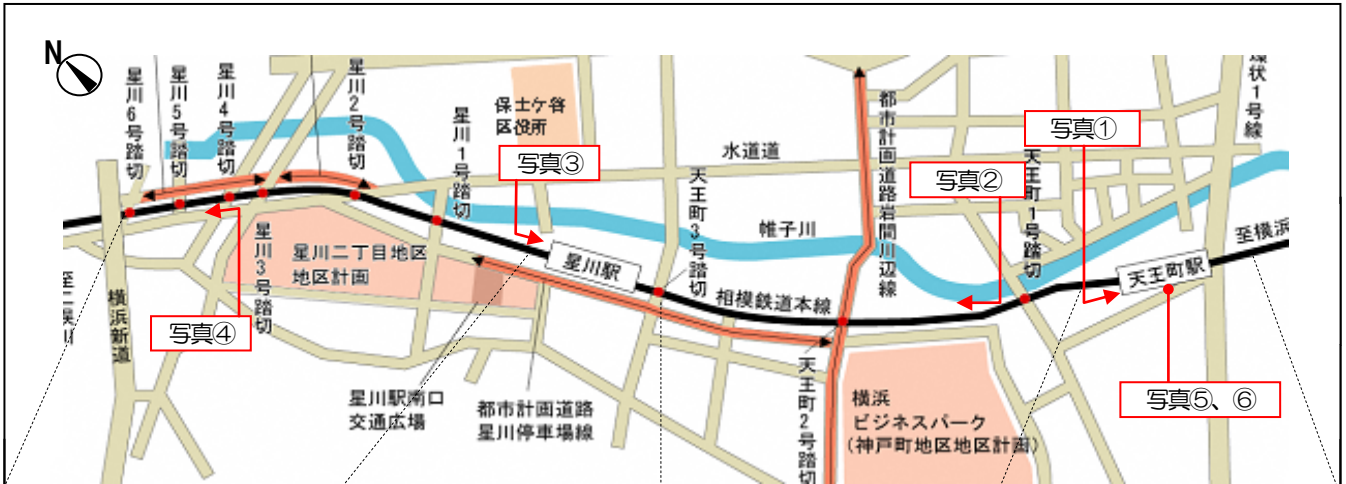 N
星川6号踏切
星川5号踏切
星川4号踏切
星川2号踏切
星川1号踏切
保土ケ谷
区役所
写真③
水道道
都市計画道路岩間川辺線
写真①
環状1号線
写真②
天王町1号踏切
天王町3号踏切
帷子川
至横浜
天王町駅
星川駅
相模鉄道本線
星川二丁目地区
地区計画
星川3号踏切
横浜新道
写真④
星川駅南口
交通広場
都市計画道路
星川停車場線
天王町2号踏切
横浜
ビジネスパーク
(神戸町地区地区計画)
写真⑤、⑥